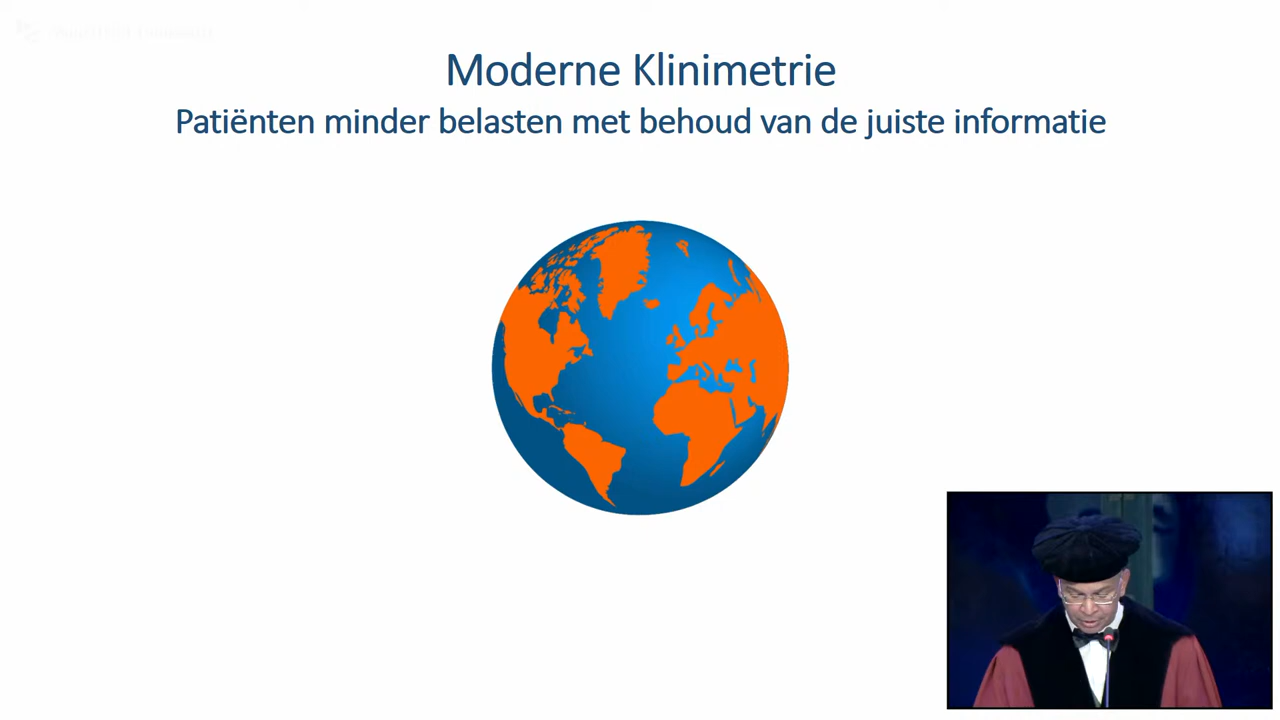 Moderne Klinimetrie
Patiënten minder belasten met behoud van de juiste informatie